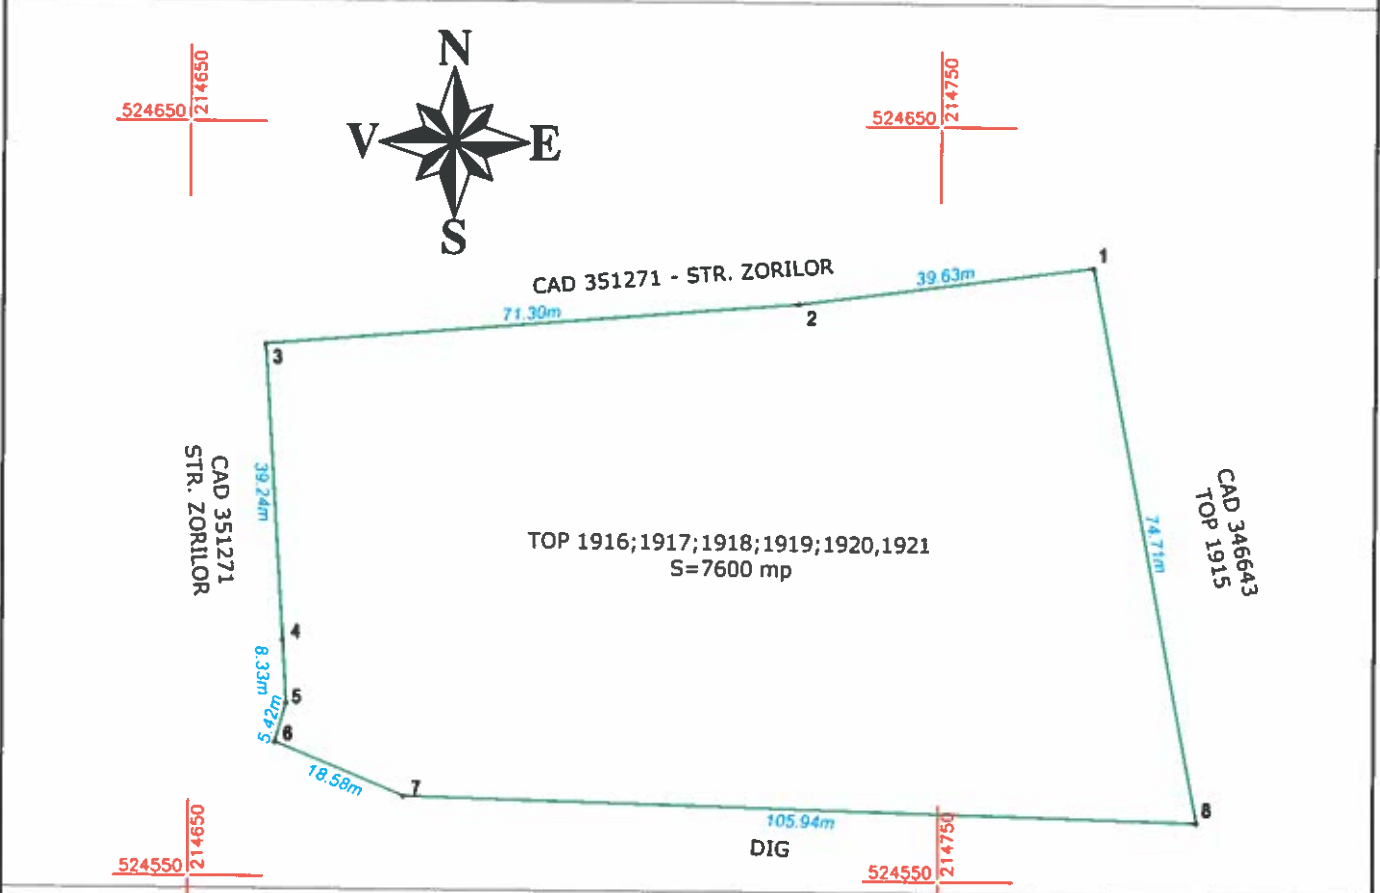 N
V E
S
524650 214650
524650 214750
CAD 351271 - STR. ZORILOR
39.63m
1
71.30m
2
3
CAD 351271
STR. ZORILOR
39.24m
TOP 1916;1917;1918;1919;1920,1921
S=7600 mp
74.71m
CAD 346643
TOP 1915
4
8.33m
5
5.42m
6
18.58m
7
105.94m
8
DIG
524550 214650
524550 214750